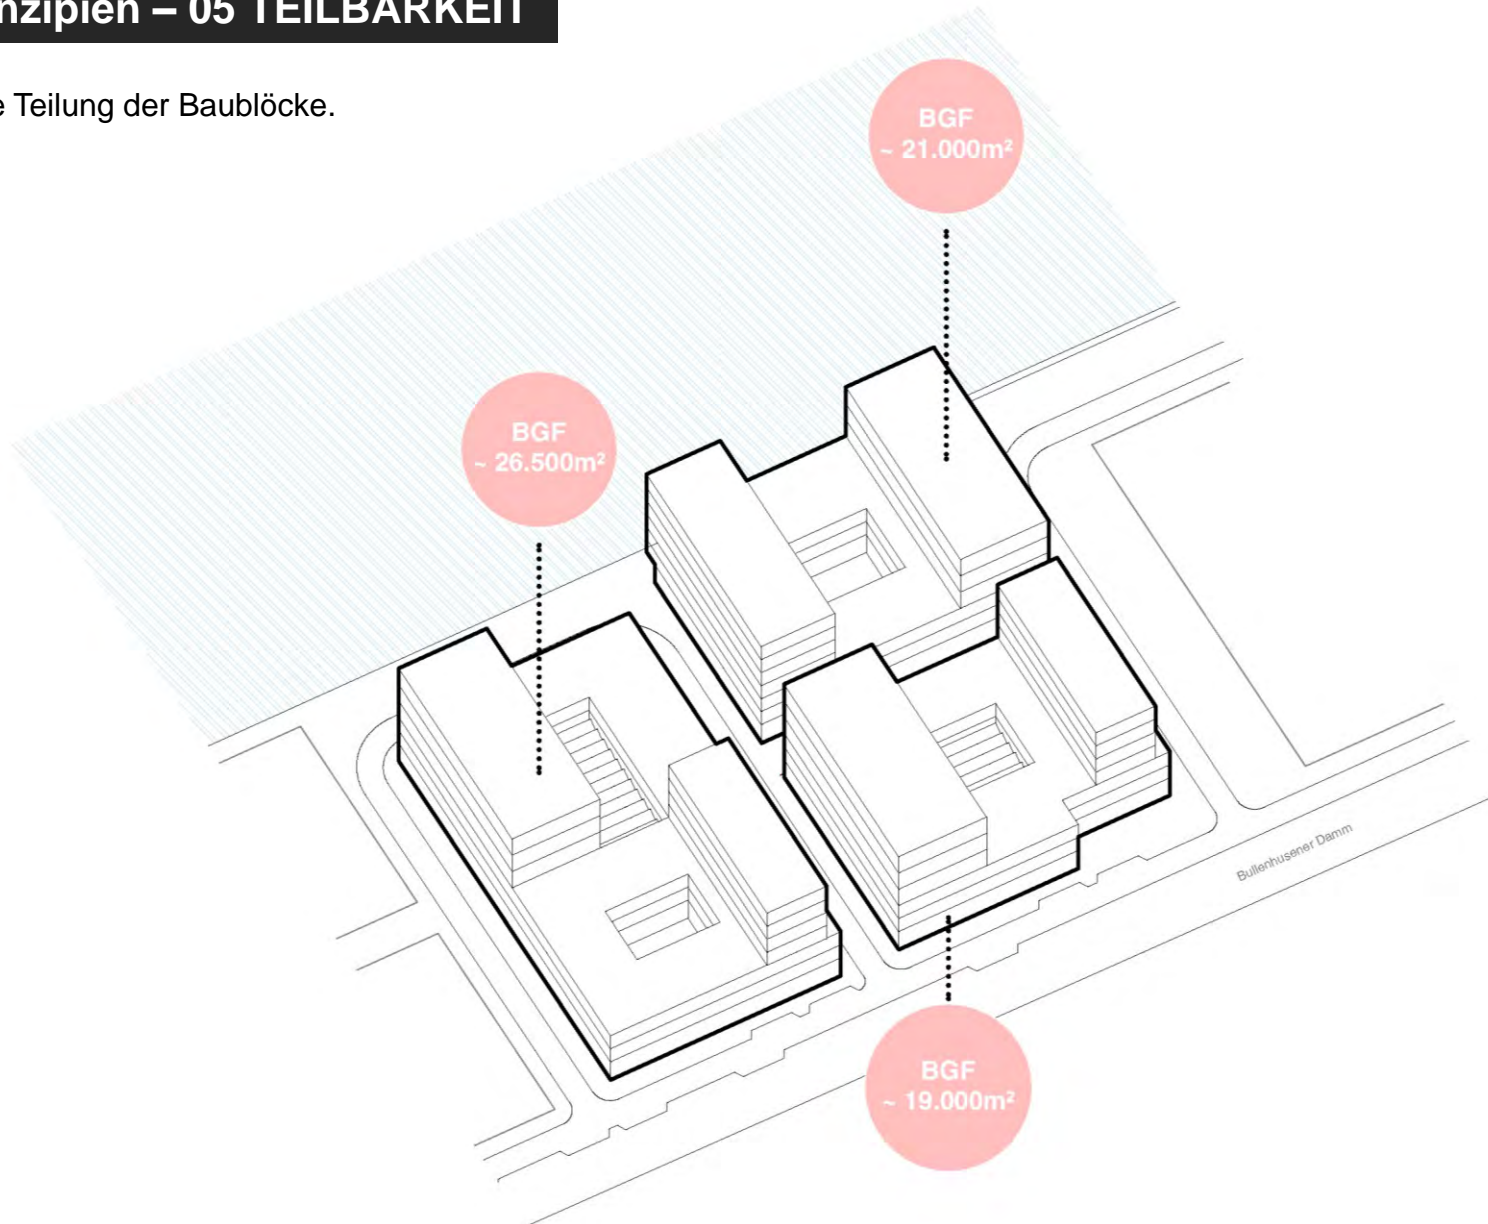 nzipien – 05 TEILBARKEIT
e Teilung der Baublöcke.
BGF
~ 21.000m²
BGF
~ 26.500m²
Bullenhusener Damm
BGF
~ 19.000m²